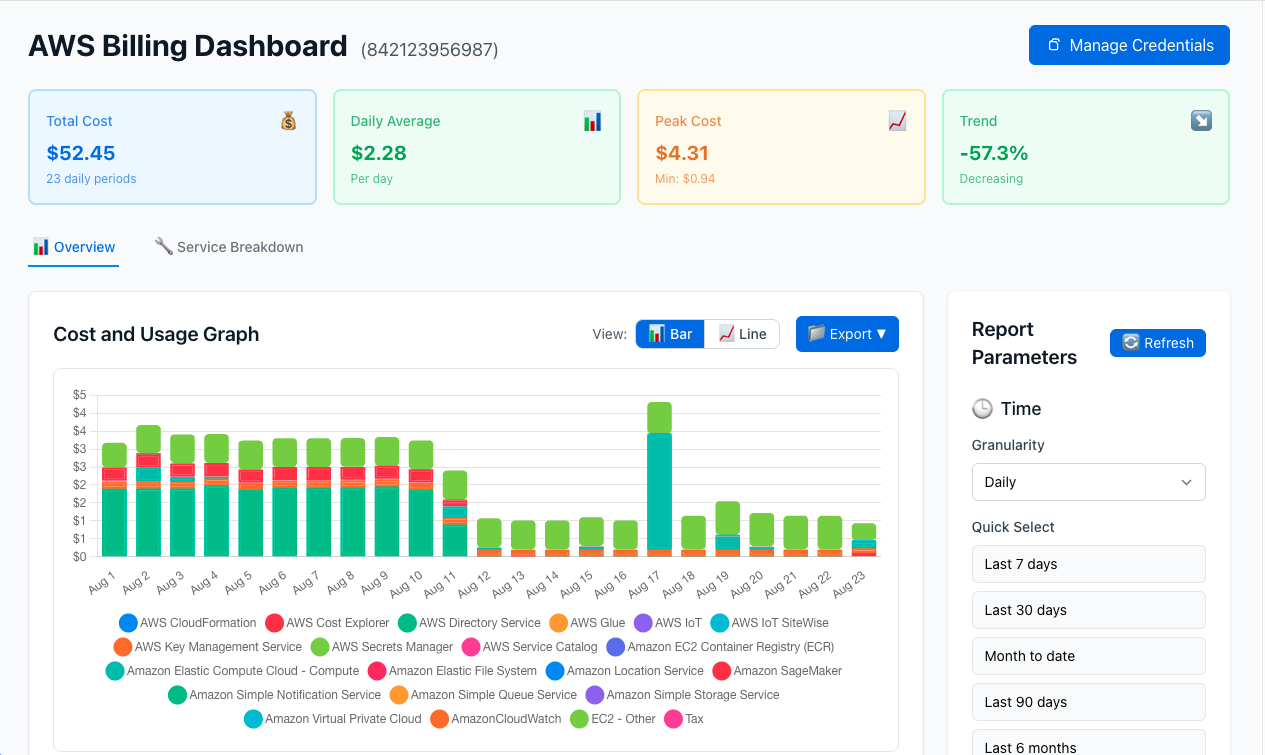 AWS Billing Dashboard (842123956987)
Manage Credentials
Total Cost
$52.45
23 daily periods
Daily Average
$2.28
Per day
Peak Cost
$4.31
Min: $0.94
Trend
-57.3%
Decreasing
Overview
Service Breakdown
Cost and Usage Graph
View:
Bar
Line
Export ▼
$5
$4
$4
$3
$3
$2
$2
$1
$1
$0
Aug 1
Aug 2
Aug 3
Aug 4
Aug 5
Aug 6
Aug 7
Aug 8
Aug 9
Aug 10
Aug 11
Aug 12
Aug 13
Aug 14
Aug 15
Aug 16
Aug 17
Aug 18
Aug 19
Aug 20
Aug 21
Aug 22
Aug 23
AWS CloudFormation AWS Cost Explorer AWS Directory Service AWS Glue AWS IoT AWS IoT SiteWise
AWS Key Management Service AWS Secrets Manager AWS Service Catalog Amazon EC2 Container Registry (ECR)
Amazon Elastic Compute Cloud - Compute Amazon Elastic File System Amazon Location Service Amazon SageMaker
Amazon Simple Notification Service Amazon Simple Queue Service Amazon Simple Storage Service
Amazon Virtual Private Cloud AmazonCloudWatch EC2 - Other Tax
Report
Parameters
Refresh
Time
Granularity
Daily
Quick Select
Last 7 days
Last 30 days
Month to date
Last 90 days
Last 6 months